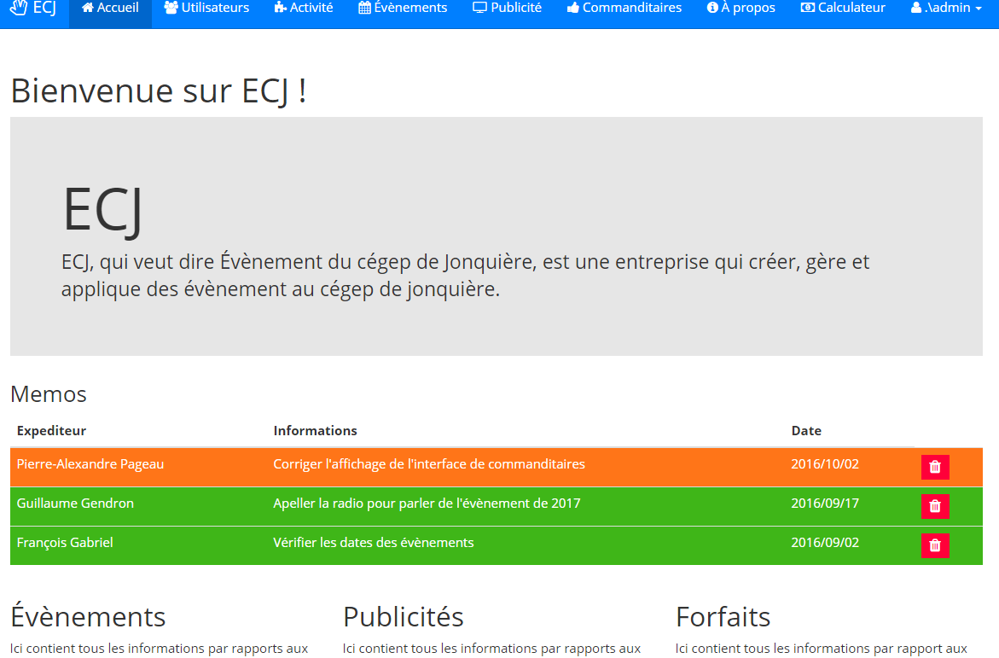 ECJ Accueil Utilisateurs Activité Évènements Publicité Commanditaires À propos Calculateur .\admin
Bienvenue sur ECJ !
ECJ
ECJ, qui veut dire Évènement du cégep de Jonquière, est une entreprise qui créer, gère et
applique des évènement au cégep de jonquière.
Memos
Expediteur Informations Date
Pierre-Alexandre Pageau Corriger l'affichage de l'interface de commanditaires 2016/10/02
Guillaume Gendron Apeller la radio pour parler de l'évènement de 2017 2016/09/17
François Gabriel Vérifier les dates des évènements 2016/09/02
Évènements Publicités Forfaits
Ici contient tous les informations par rapports aux Ici contient tous les informations par rapports aux Ici contient tous les informations par rapport aux